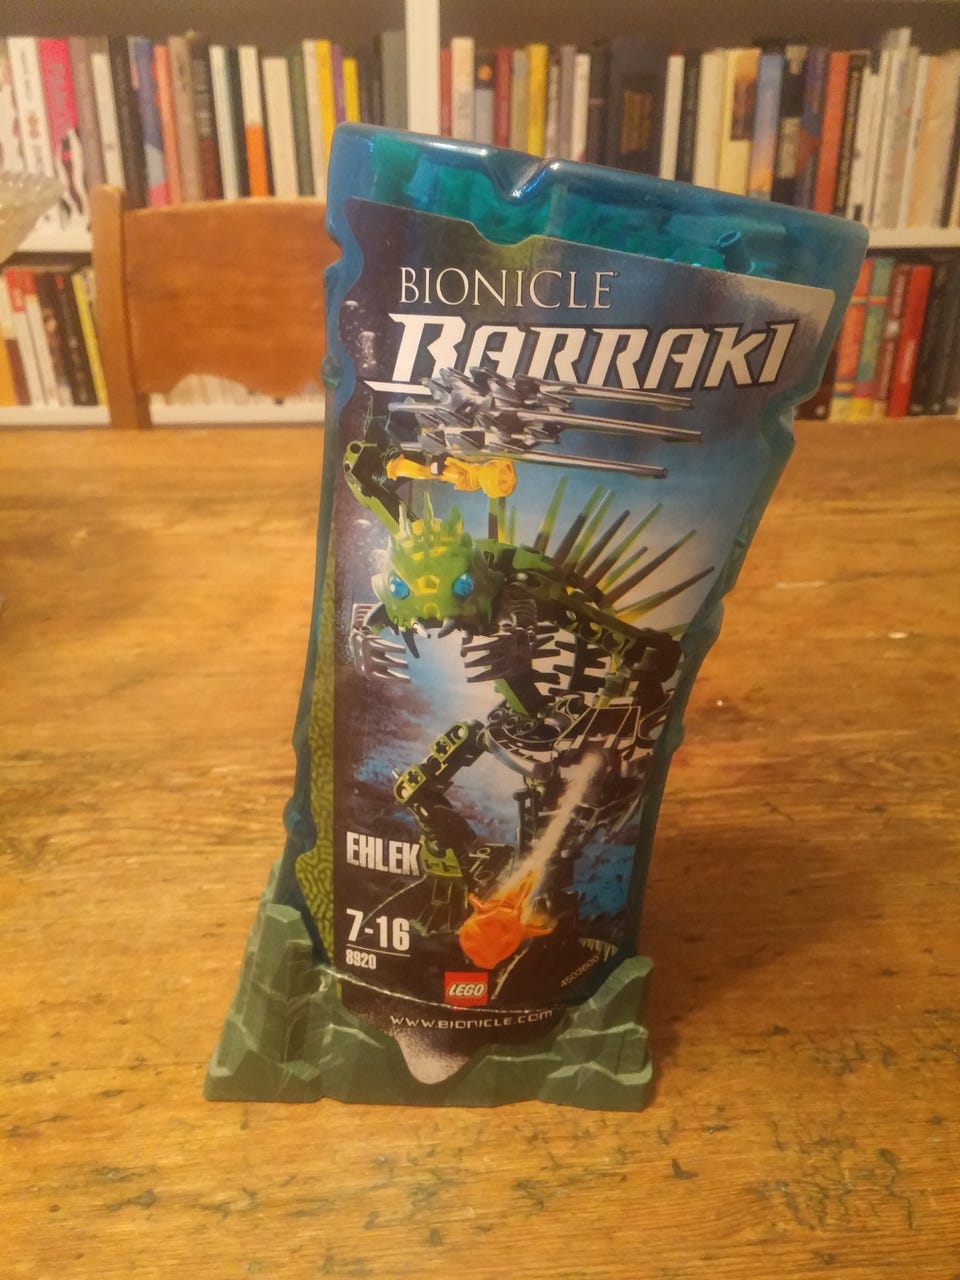 BIONICLE
BARRAKI
EHLEK
7-16
8920
LEGO
4503600
www.BIONICLE.COM